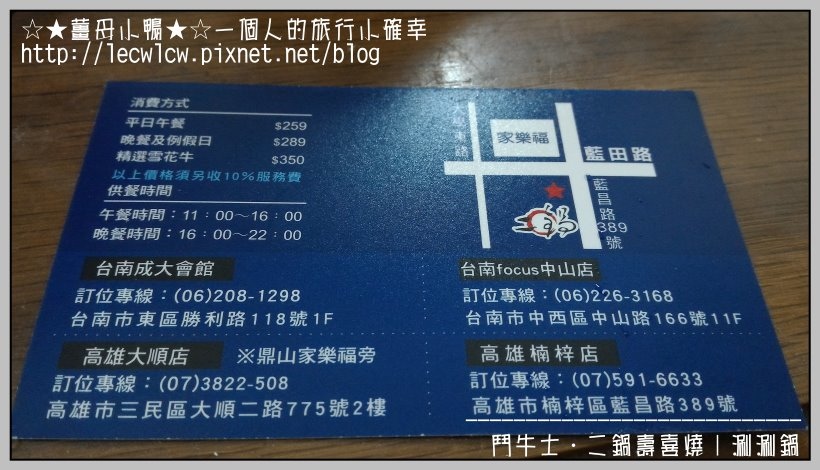 ☆★薑母小鴨★☆一個人的旅行小確幸
http://lecwlcw.pixnet.net/blog
消費方式
平日午餐 $259
晚餐及例假日 $289
精選雪花牛 $350
以上價格須另收10%服務費
供餐時間
午餐時間：11：00～16：00
晚餐時間：16：00～22：00
家樂福
藍田路
藍昌路389號
台南成大會館
訂位專線：(06)208-1298
台南市東區勝利路118號1F
台南focus中山店
訂位專線：(06)226-3168
台南市中西區中山路166號11F
高雄大順店 ※鼎山家樂福旁
訂位專線：(07)3822-508
高雄市三民區大順二路775號2樓
高雄楠梓店
訂位專線：(07)591-6633
高雄市楠梓區藍昌路389號
鬥牛士．二鍋壽喜燒｜涮涮鍋